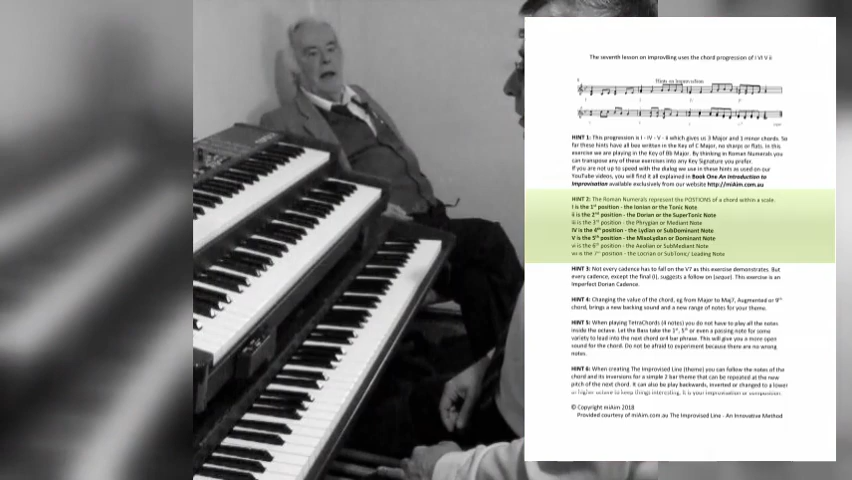 The seventh lesson on improvising uses the chord progression of I VI V ii
Hints on Improvisation
HINT 1: This progression is I - IV - V - ii which gives us 3 Major and 1 minor chords. So
far these hints have all bee written in the Key of C Major, no sharps or flats. In this
exercise we are playing in the Key of Bb Major. By thinking in Roman Numerals you
can transpose any of these exercises into any Key Signature you prefer.
If you are not up to speed with the dialog we use in these hints as used on our
YouTube videos, you will find it all explained in Book One An Introduction to
Improvisation available exclusively from our website http://miAim.com.au
HINT 2: The Roman Numerals represent the POSTIONS of a chord within a scale.
I is the 1st position - the Ionian or the Tonic Note
ii is the 2nd position - the Dorian or the SuperTonic Note
iii is the 3rd position - the Phrygian or Mediant Note
IV is the 4th position - the Lydian or SubDominant Note
V is the 5th position - the MixoLydian or Dominant Note
vi is the 6th position - the Aeolian or SubMediant Note
vii is the 7th position - the Locrian or SubTonic/ Leading Note
HINT 3: Not every cadence has to fall on the V7 as this exercise demonstrates. But
every cadence, except the final (I), suggests a follow on (segue). This exercise is an
Imperfect Dorian Cadence.
HINT 4: Changing the value of the chord, eg from Major to Maj7, Augmented or 9th
chord, brings a new backing sound and a new range of notes for your theme.
HINT 5: When playing TetraChords (4 notes) you do not have to play all the notes
inside the octave. Let the Bass take the 1st, 5th or even a passing note for some
variety to lead into the next chord or4 bar phrase. This will give you a more open
sound for the chord. Do not be afraid to experiment because there are no wrong
notes.
HINT 6: When creating The Improvised Line (theme) you can follow the notes of the
chord and its inversions for a simple 2 bar theme that can be repeated at the new
pitch of the next chord. It can also be play backwards, inverted or changed to a lower
or higher octave to keep things interesting. It is your improvisation or composition.
© Copyright miAim 2018
Provided courtesy of miAim.com.au The Improvised Line - An Innovative Method